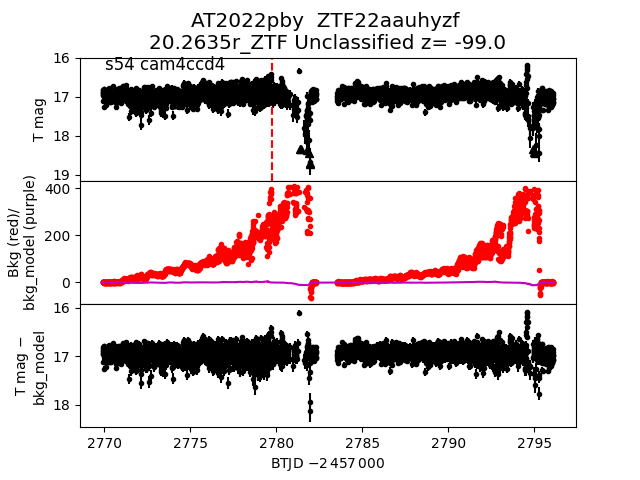 AT2022pby  ZTF22aauhyzf
20.2635r_ZTF Unclassified z= -99.0
s54 cam4ccd4
16
17
18
19
T mag
400
200
0
Bkg (red)/
bkg_model (purple)
16
17
18
T mag −
bkg_model
2770 2775 2780 2785 2790 2795
BTJD −2 457 000